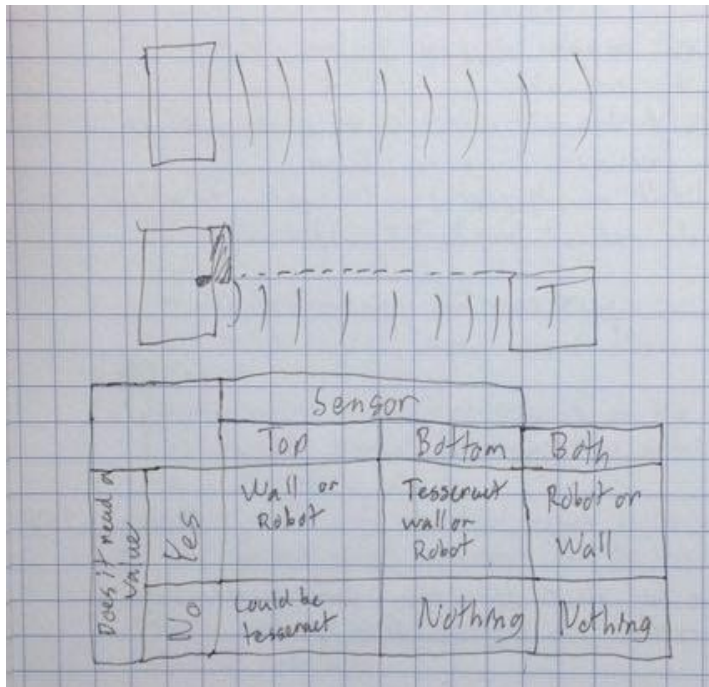 T
Sensor
Top Bottom Both
Does it read a
value
Yes
Wall or
Robot
Tesseract
wall or
Robot
Robot or
Wall
No
Could be
tesseract
Nothing
Nothing